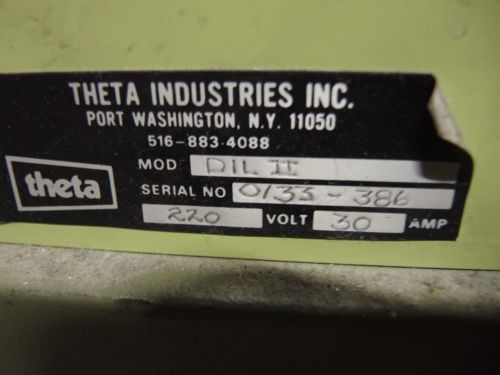 THETA INDUSTRIES INC.
PORT WASHINGTON, N.Y. 11050
516-883-4088
theta
MOD DIL II
SERIAL NO 0133-386
220 VOLT 30 AMP